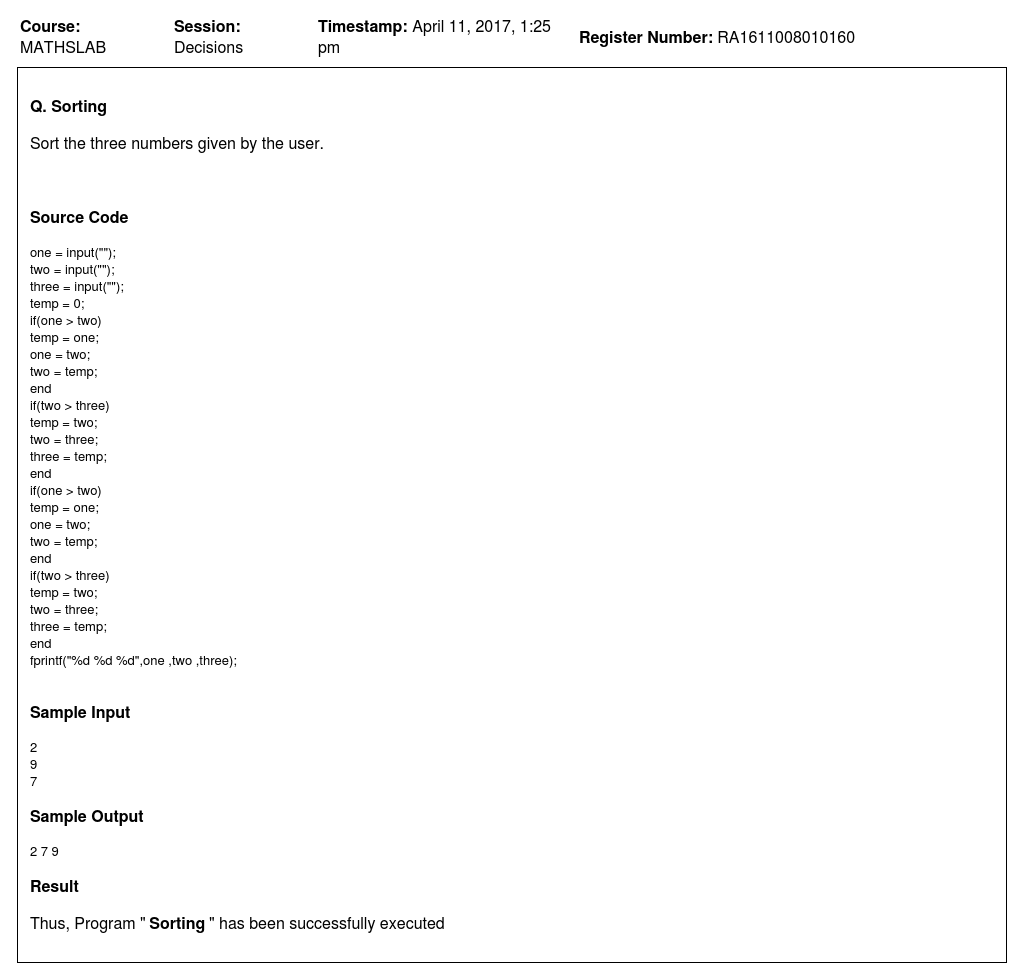 Course: MATHSLAB
Session: Decisions
Timestamp: April 11, 2017, 1:25 pm
Register Number: RA1611008010160
Q. Sorting
Sort the three numbers given by the user.
Source Code
one = input("");
two = input("");
three = input("");
temp = 0;
if(one > two)
temp = one;
one = two;
two = temp;
end
if(two > three)
temp = two;
two = three;
three = temp;
end
if(one > two)
temp = one;
one = two;
two = temp;
end
if(two > three)
temp = two;
two = three;
three = temp;
end
fprintf("%d %d %d",one ,two ,three);
Sample Input
2
9
7
Sample Output
2 7 9
Result
Thus, Program " Sorting " has been successfully executed